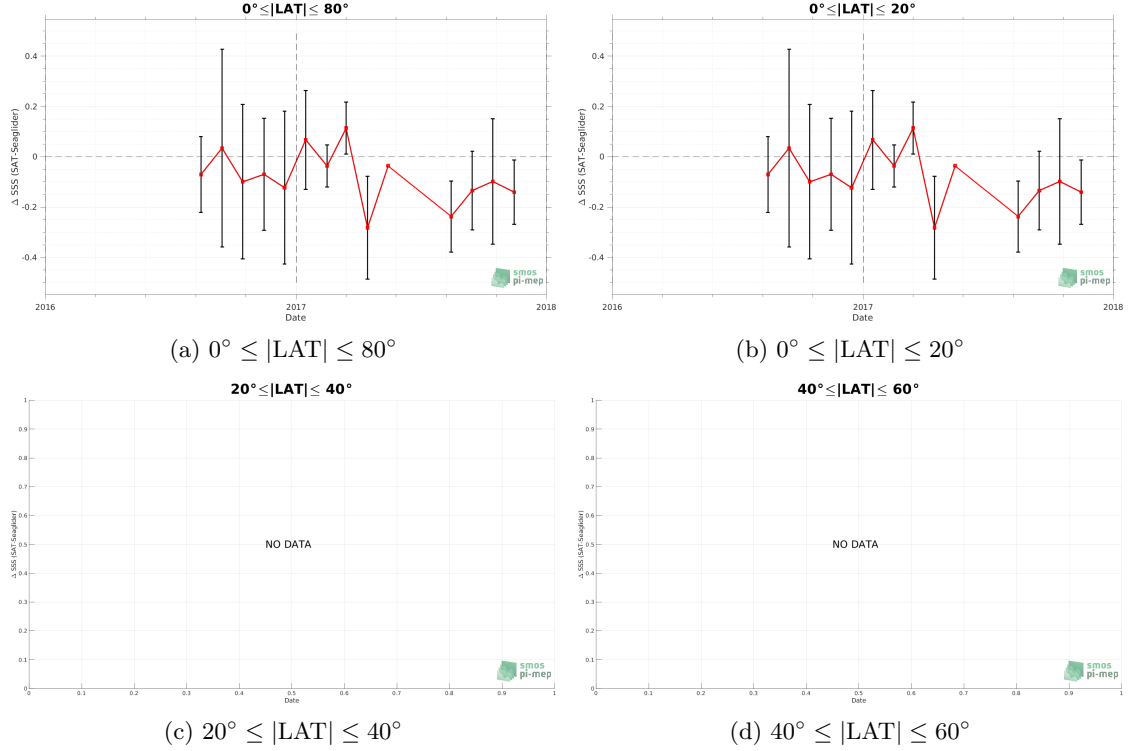 0°≤|LAT|≤ 80°
0.4
0.2
0
-0.2
-0.4
Δ SSS (SAT-Seaglider)
smos
pi-mep
2016
2017
2018
Date
(a) 0° ≤ |LAT| ≤ 80°
0°≤|LAT|≤ 20°
0.4
0.2
0
-0.2
-0.4
Δ SSS (SAT-Seaglider)
smos
pi-mep
2016
2017
2018
Date
(b) 0° ≤ |LAT| ≤ 20°
20°≤|LAT|≤ 40°
1
0.9
0.8
0.7
0.6
0.5
0.4
0.3
0.2
0.1
0
Δ SSS (SAT-Seaglider)
NO DATA
smos
pi-mep
0
0.1
0.2
0.3
0.4
0.5
0.6
0.7
0.8
0.9
1
Date
(c) 20° ≤ |LAT| ≤ 40°
40°≤|LAT|≤ 60°
1
0.9
0.8
0.7
0.6
0.5
0.4
0.3
0.2
0.1
0
Δ SSS (SAT-Seaglider)
NO DATA
smos
pi-mep
0
0.1
0.2
0.3
0.4
0.5
0.6
0.7
0.8
0.9
1
Date
(d) 40° ≤ |LAT| ≤ 60°